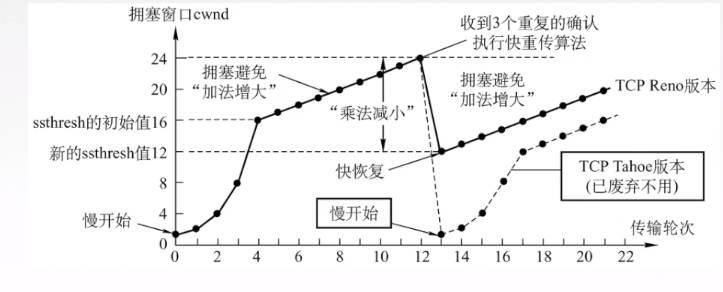 拥塞窗口cwnd
收到3个重复的确认
执行快重传算法
24
拥塞避免
“加法增大”
拥塞避免
“加法增大”
TCP Reno版本
20
“乘法减小”
ssthresh的初始值16
新的ssthresh值12
快恢复
TCP Tahoe版本
(已废弃不用)
8
4
慢开始
慢开始
传输轮次
0
0 2 4 6 8 10 12 14 16 18 20 22